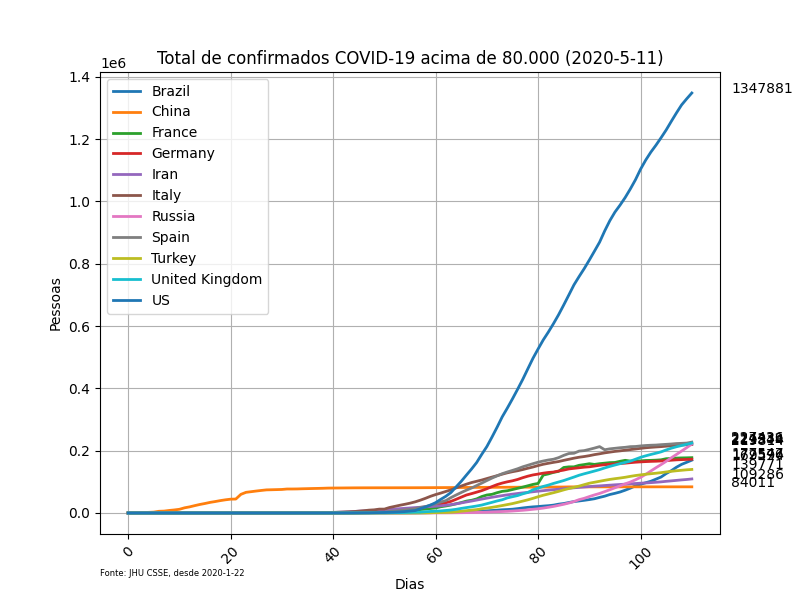 Total de confirmados COVID-19 acima de 80.000 (2020-5-11)
1e6
1.4
1.2
1.0
0.8
0.6
0.4
0.2
0.0
Pessoas
Brazil
China
France
Germany
Iran
Italy
Russia
Spain
Turkey
United Kingdom
US
1347881
139771
109286
84011
0
20
40
60
80
100
Dias
Fonte: JHU CSSE, desde 2020-1-22